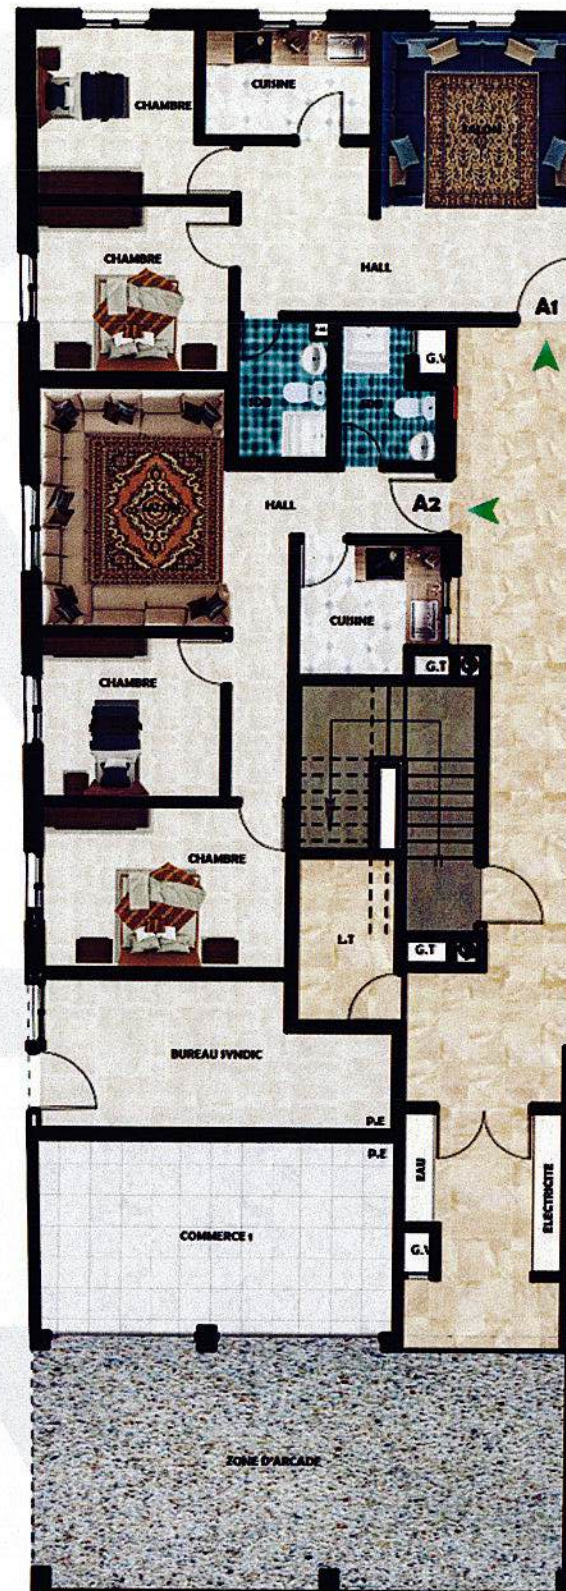 CUISINE
CHAMBRE
SALON
CHAMBRE
HALL
A1
G.V
SDB
SDB
HALL
A2
SALON
CUISINE
G.T
CHAMBRE
CHAMBRE
L.T
G.T
BUREAU SYNDIC
P.E
P.E
EAU
ELECTRICITE
COMMERCE 1
G.V
ZONE D'ARCADE